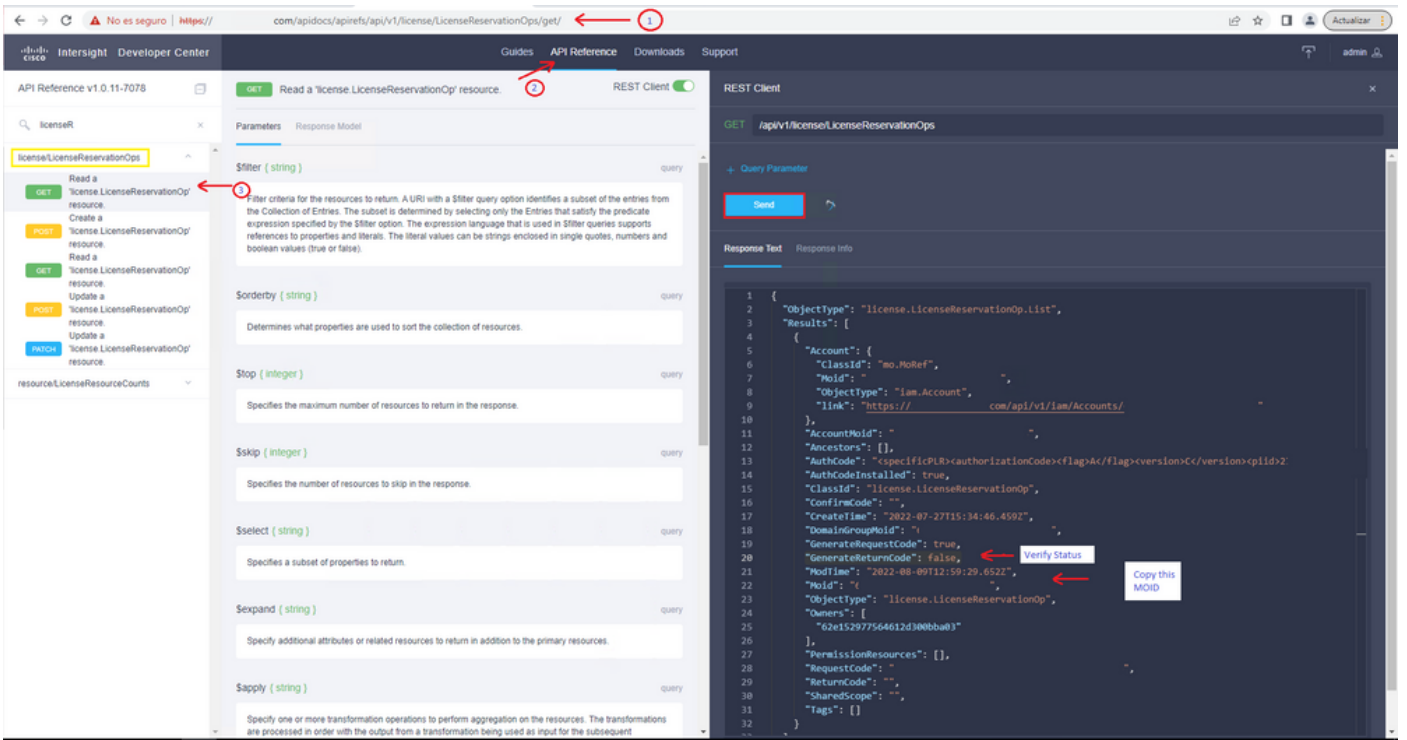 No es seguro | https:// com/apidocs/apirefs/api/v1/license/LicenseReservationOps/get/
1
Actualizar
cisco Intersight Developer Center
Guides API Reference Downloads Support
admin
API Reference v1.0.11-7078
licenseR
license/LicenseReservationOps
GET Read a 'license.LicenseReservationOp' resource.
POST Create a 'license.LicenseReservationOp' resource.
GET Read a 'license.LicenseReservationOp' resource.
POST Update a 'license.LicenseReservationOp' resource.
PATCH Update a 'license.LicenseReservationOp' resource.
resource/LicenseResourceCounts
2
3
GET Read a 'license.LicenseReservationOp' resource.
REST Client
Parameters Response Model
$filter { string } query
Filter criteria for the resources to return. A URI with a $filter query option identifies a subset of the entries from
the Collection of Entries. The subset is determined by selecting only the Entries that satisfy the predicate
expression specified by the $filter option. The expression language that is used in $filter queries supports
references to properties and literals. The literal values can be strings enclosed in single quotes, numbers and
boolean values (true or false).
$orderby { string } query
Determines what properties are used to sort the collection of resources.
$top { integer } query
Specifies the maximum number of resources to return in the response.
$skip { integer } query
Specifies the number of resources to skip in the response.
$select { string } query
Specifies a subset of properties to return.
$expand { string } query
Specify additional attributes or related resources to return in addition to the primary resources.
$apply { string } query
Specify one or more transformation operations to perform aggregation on the resources. The transformations
are processed in order with the output from a transformation being used as input for the subsequent
REST Client
GET /api/v1/license/LicenseReservationOps
+ Query Parameter
Send
Response Text Response Info
1 {
2 "ObjectType": "license.LicenseReservationOp.List",
3 "Results": [
4 {
5 "Account": {
6 "ClassId": "mo.MoRef",
7 "Moid": " ",
8 "ObjectType": "iam.Account",
9 "link": "https:// com/api/v1/iam/Accounts/ "
10 },
11 "AccountMoid": " ",
12 "Ancestors": [],
13 "AuthCode": "<specificPLR><authorizationCode><flag>A</flag><version>C</version><piid>2
14 "AuthCodeInstalled": true,
15 "ClassId": "license.LicenseReservationOp",
16 "ConfirmCode": "",
17 "CreateTime": "2022-07-27T15:34:46.459Z",
18 "DomainGroupMoid": " ",
19 "GenerateRequestCode": true,
20 "GenerateReturnCode": false,
Verify Status
21 "ModTime": "2022-08-09T12:59:29.652Z",
22 "Moid": " ",
Copy this
MOID
23 "ObjectType": "license.LicenseReservationOp",
24 "Owners": [
25 "62e152977564612d300bba03"
26 ],
27 "PermissionResources": [],
28 "RequestCode": " ",
29 "ReturnCode": "",
30 "SharedScope": "",
31 "Tags": []
32 }